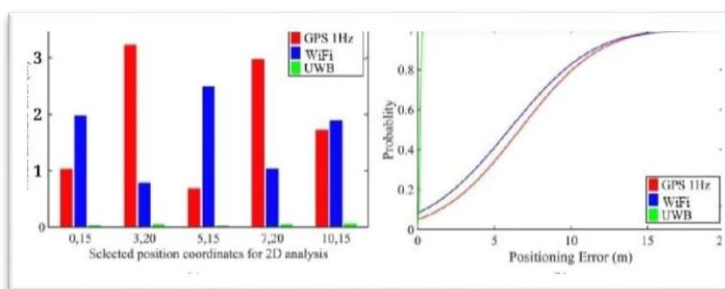 3
2
1
0
GPS 1Hz
WiFi
UWB
0,15 3,20 5,15 7,20 10,15
Selected position coordinates for 2D analysis
0.8
0.6
0.4
0.2
0
Probablity
GPS 1Hz
WiFi
UWB
0 5 10 15
Positioning Error (m)